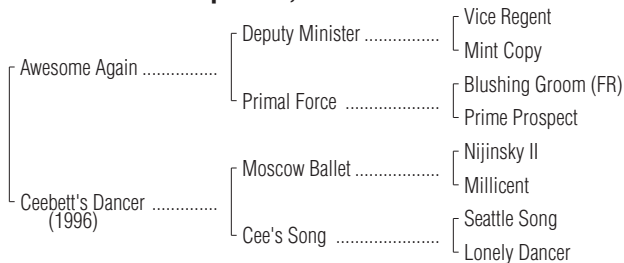 Awesome Again ................
Deputy Minister ................
Vice Regent
Mint Copy
Primal Force ....................
Blushing Groom (FR)
Prime Prospect
Ceebett's Dancer ..............
(1996)
Moscow Ballet ..................
Nijinsky II
Millicent
Cee's Song ......................
Seattle Song
Lonely Dancer